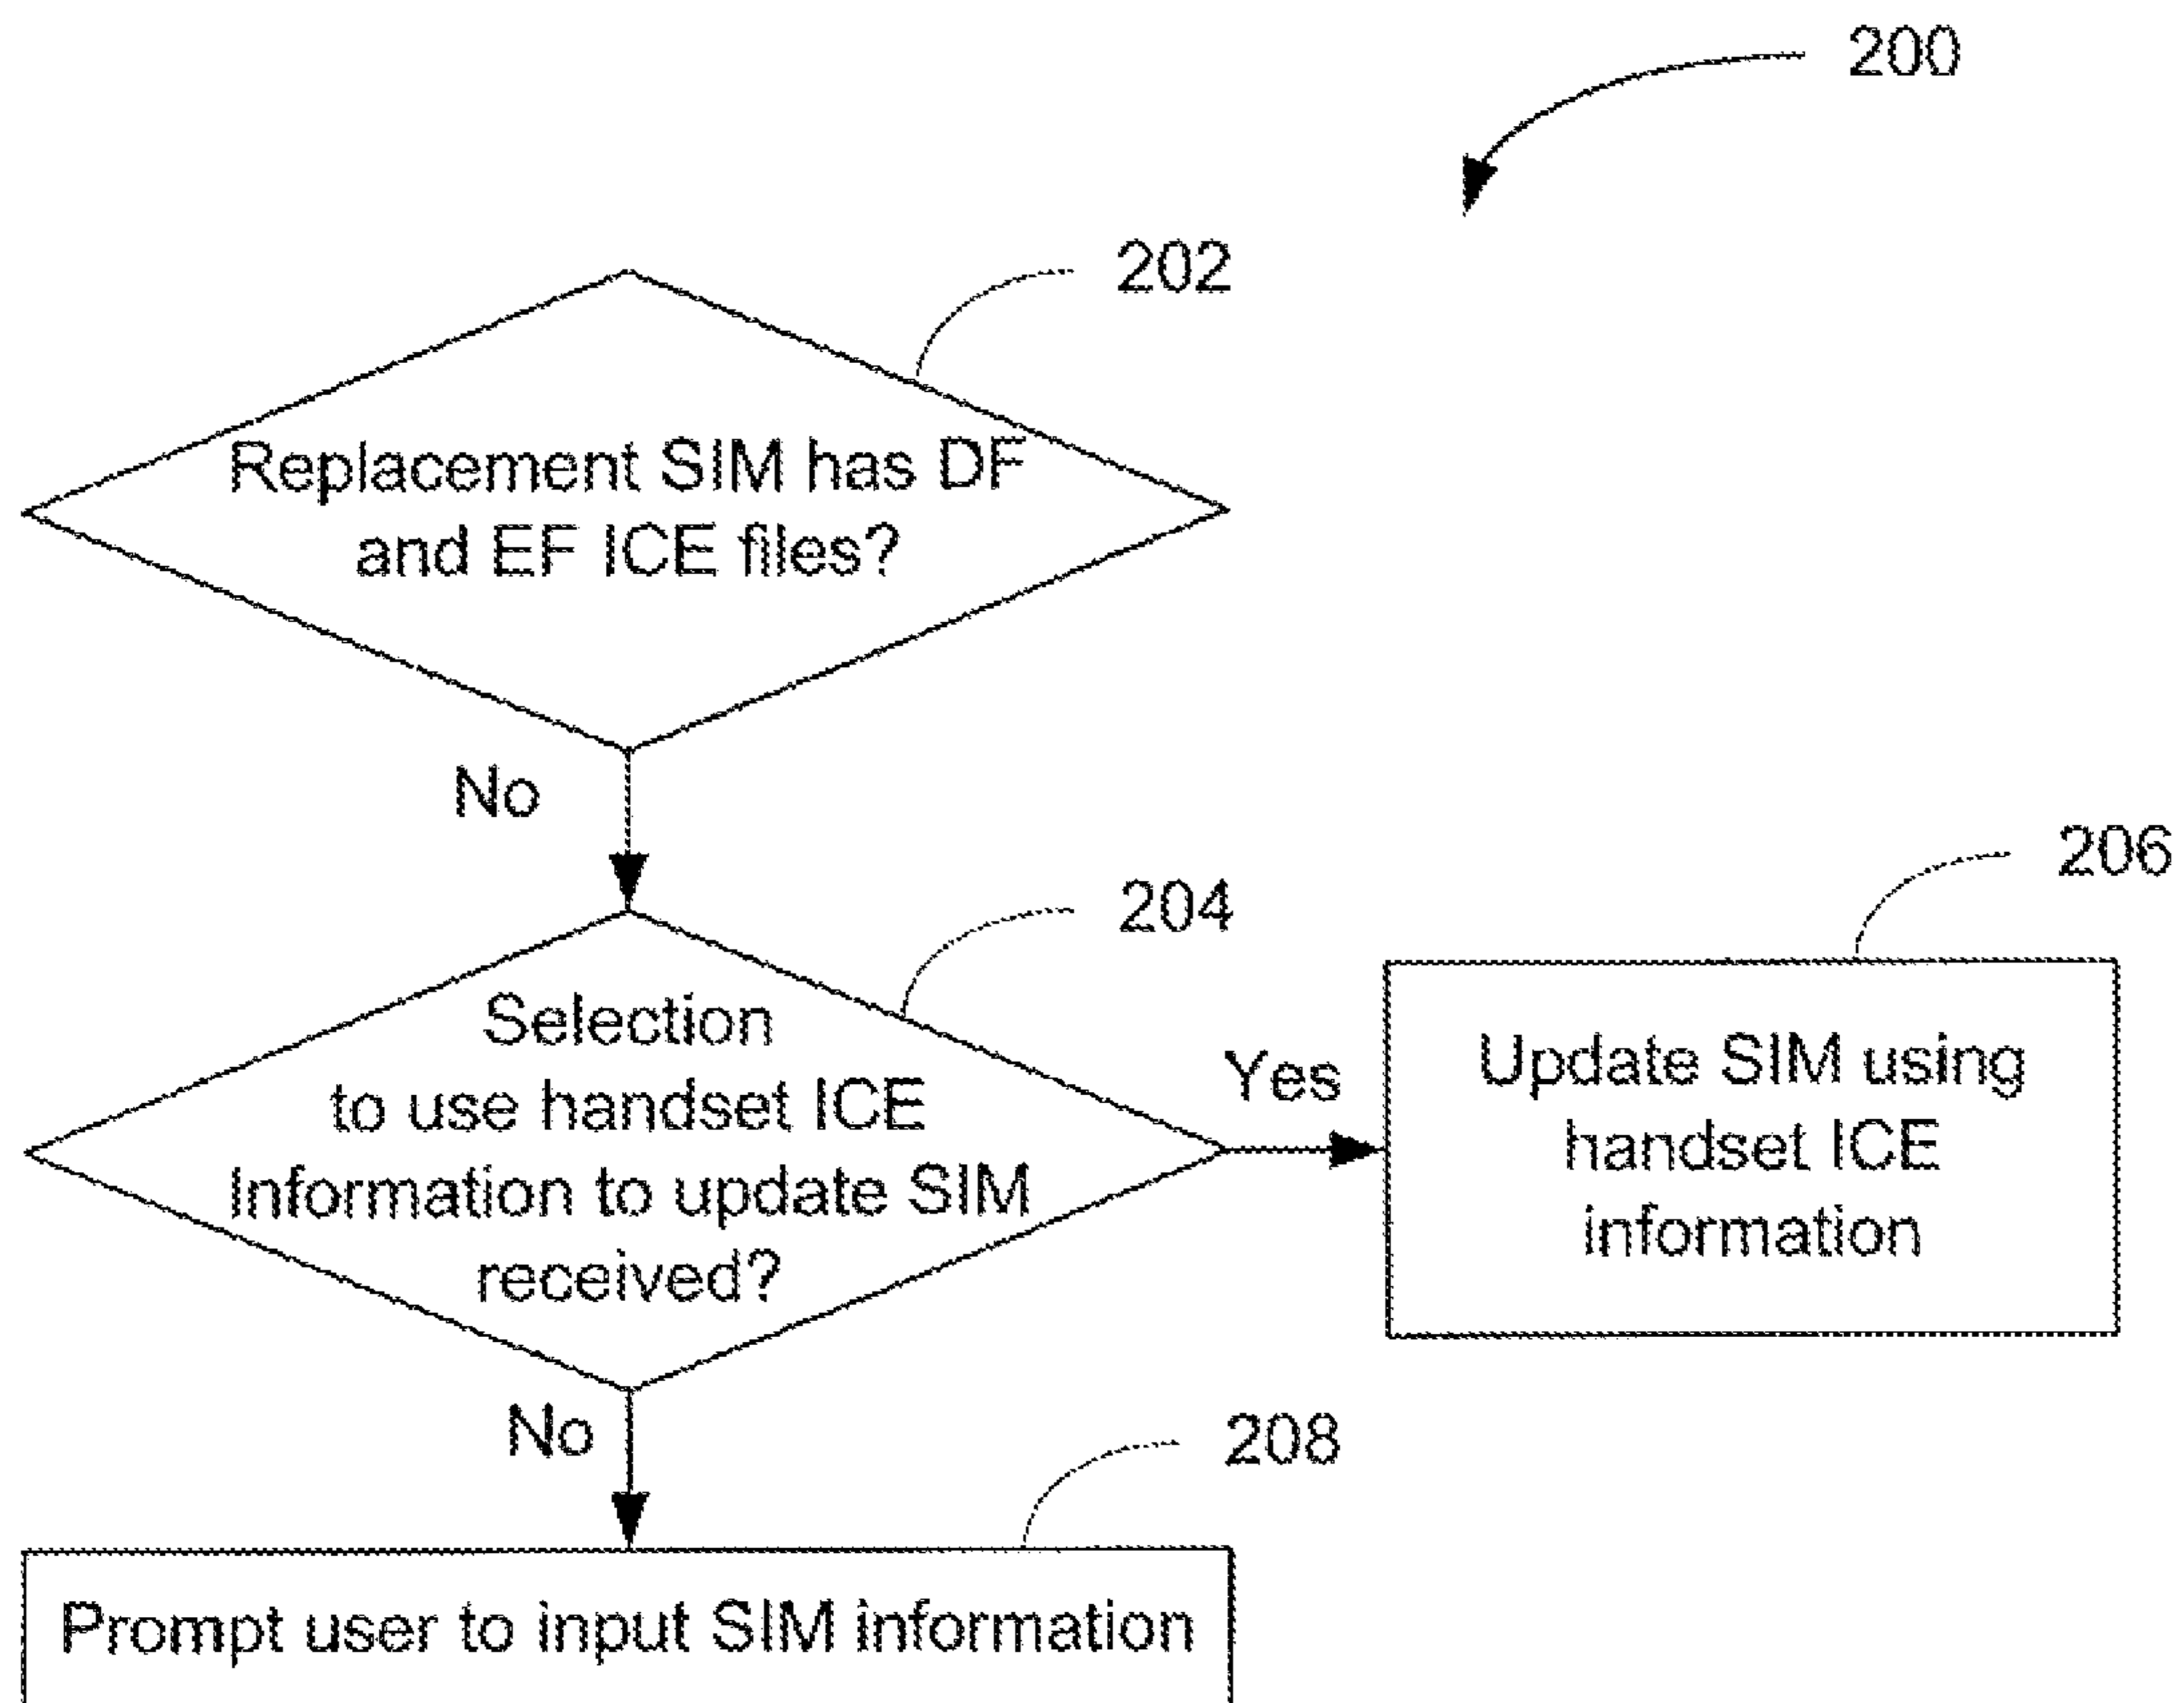 200
202
Replacement SIM has DF
and EF ICE files?
No
204
Selection
to use handset ICE
Information to update SIM
received?
Yes
206
Update SIM using
handset ICE
information
No
208
Prompt user to input SIM information